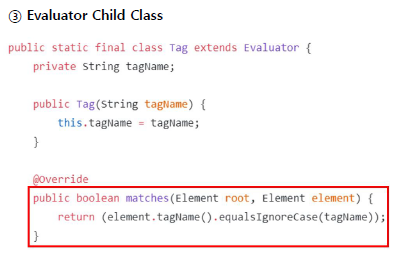 ③ Evaluator Child Class
public static final class Tag extends Evaluator {
    private String tagName;
    public Tag(String tagName) {
        this.tagName = tagName;
    }
    @Override
    public boolean matches(Element root, Element element) {
        return (element.tagName().equalsIgnoreCase(tagName));
    }